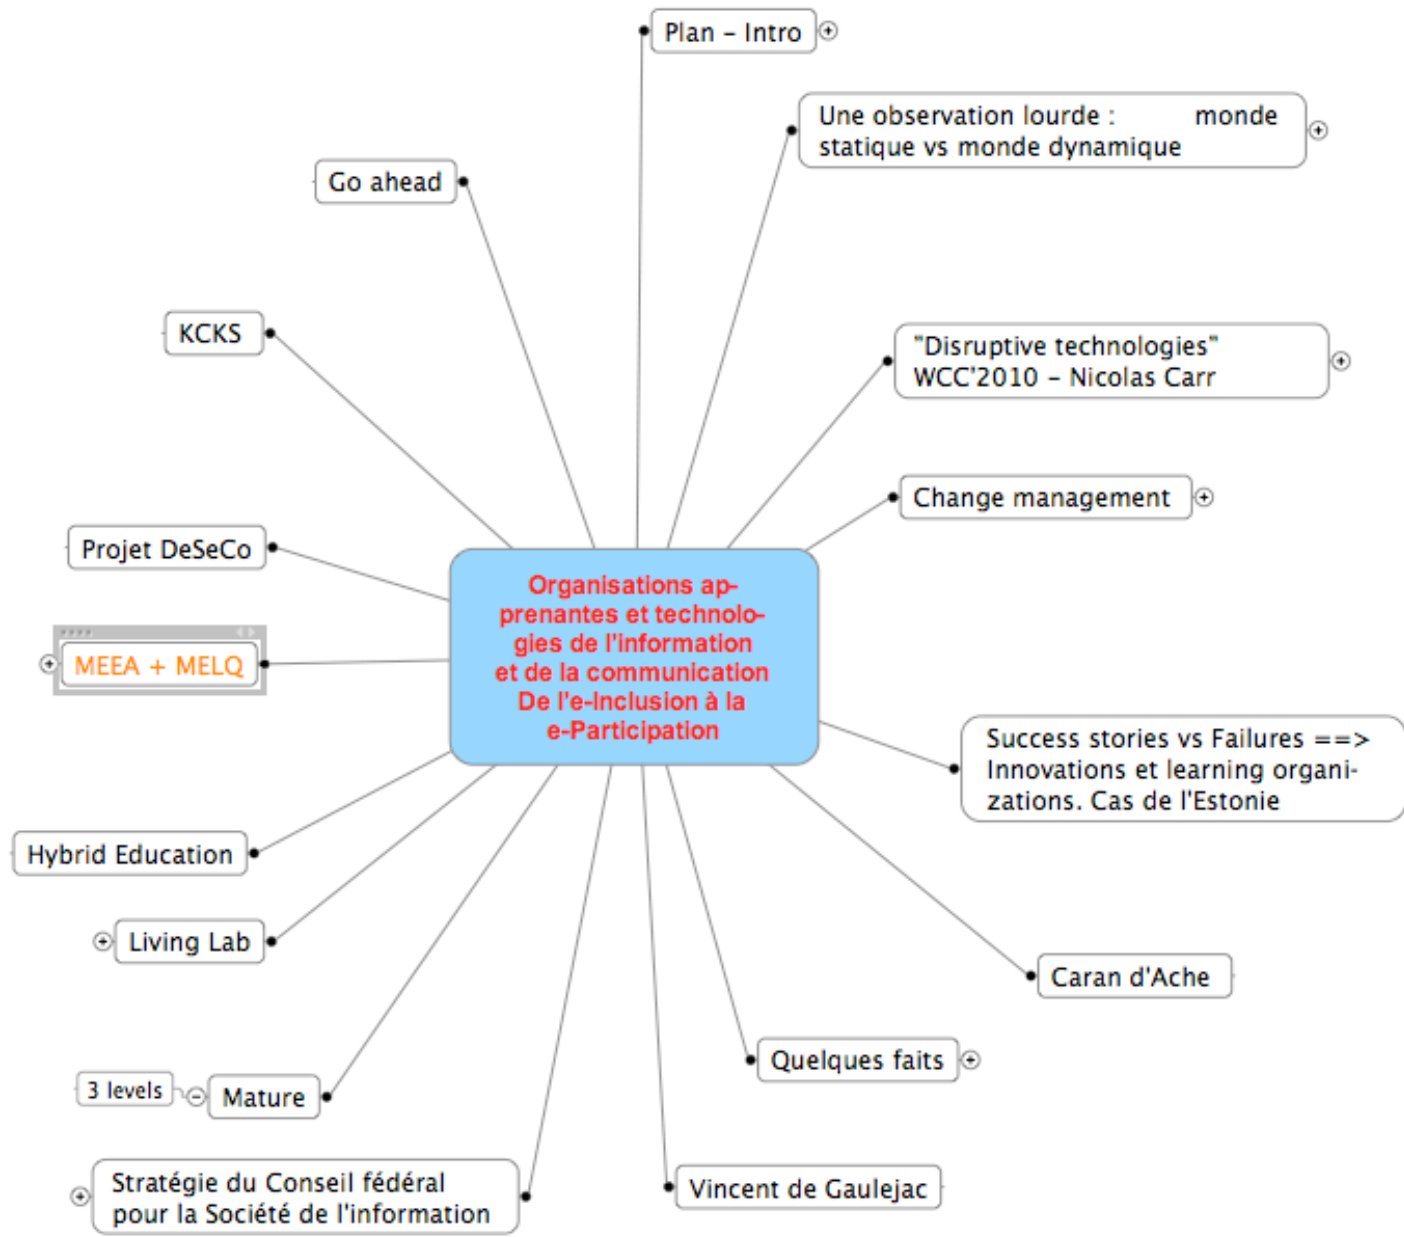 Plan – Intro
Une observation lourde : monde
statique vs monde dynamique
Go ahead
KCKS
"Disruptive technologies"
WCC'2010 – Nicolas Carr
Change management
Projet DeSeCo
Organisations ap-
prenantes et technolo-
gies de l'information
et de la communication
De l'e-Inclusion à la
e-Participation
MEEA + MELQ
Success stories vs Failures ==>
Innovations et learning organi-
zations. Cas de l'Estonie
Hybrid Education
Living Lab
Caran d'Ache
Quelques faits
3 levels
Mature
Stratégie du Conseil fédéral
pour la Société de l'information
Vincent de Gaulejac